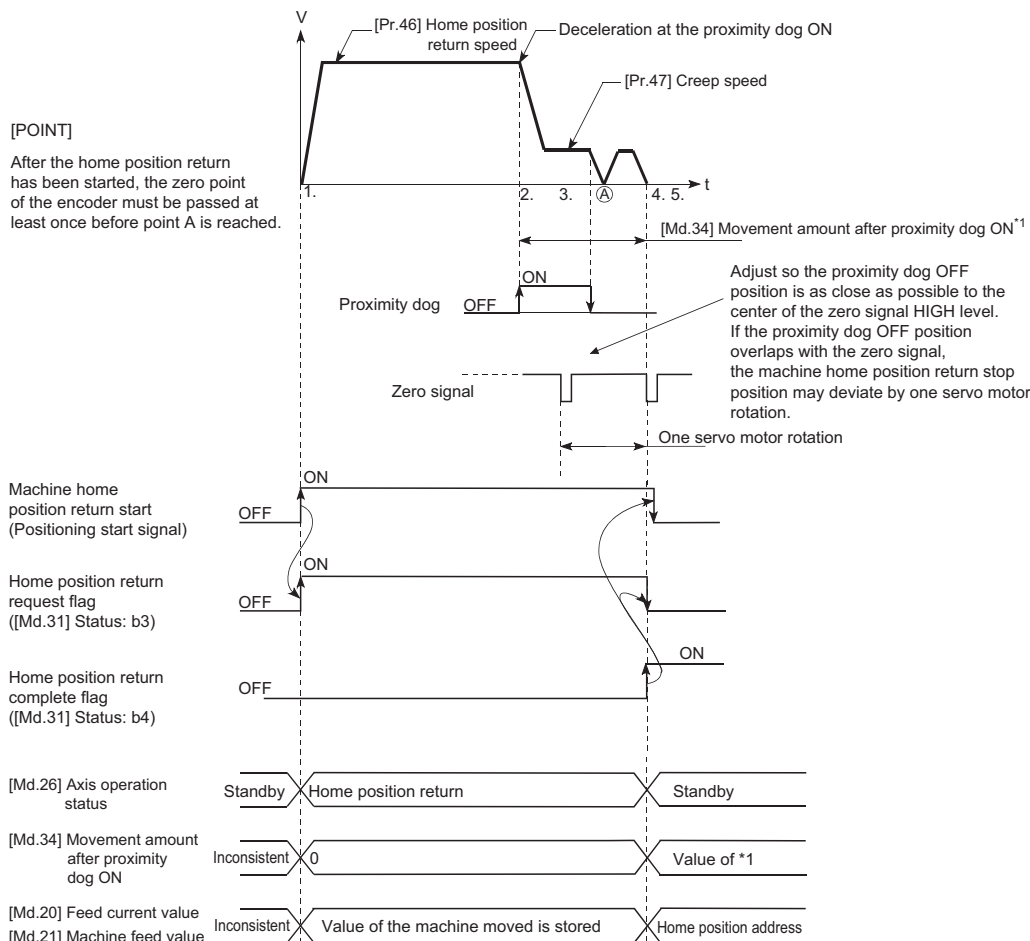 V
[Pr.46] Home position
return speed
Deceleration at the proximity dog ON
[Pr.47] Creep speed
[POINT]
After the home position return
has been started, the zero point
of the encoder must be passed at
least once before point A is reached.
1.
2.
3.
A
4. 5.
t
[Md.34] Movement amount after proximity dog ON*1
Proximity dog
OFF
ON
Adjust so the proximity dog OFF
position is as close as possible to the
center of the zero signal HIGH level.
If the proximity dog OFF position
overlaps with the zero signal,
the machine home position return stop
position may deviate by one servo motor
rotation.
Zero signal
One servo motor rotation
Machine home
position return start
(Positioning start signal)
OFF
ON
Home position return
request flag
([Md.31] Status: b3)
OFF
ON
Home position return
complete flag
([Md.31] Status: b4)
OFF
ON
[Md.26] Axis operation
status
Standby
Home position return
Standby
[Md.34] Movement amount
after proximity
dog ON
Inconsistent
0
Value of *1
[Md.20] Feed current value
[Md.21] Machine feed value
Inconsistent
Value of the machine moved is stored
Home position address